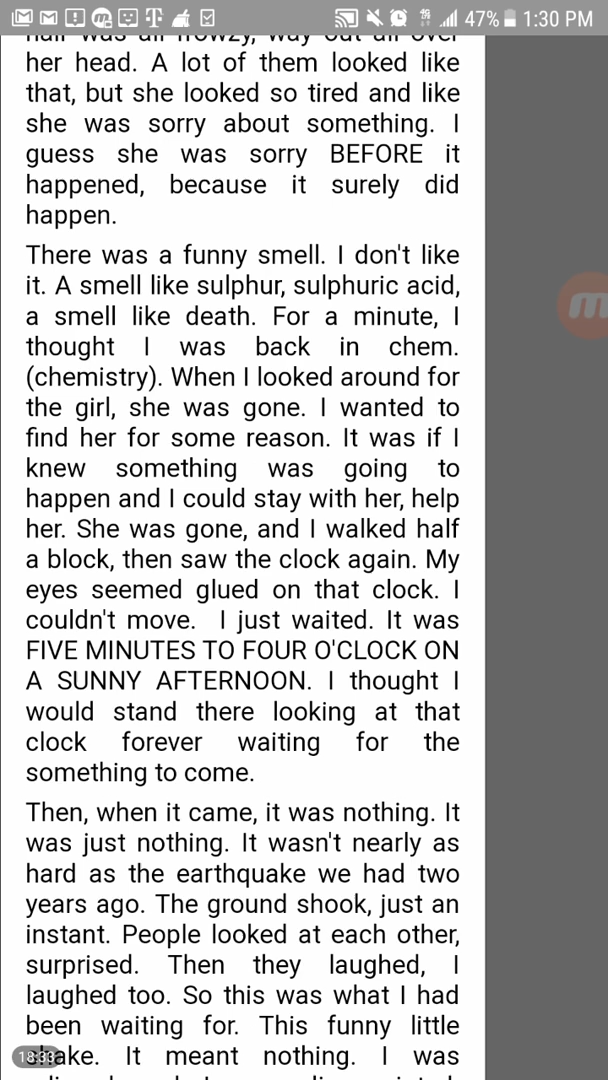 47% 1:30 PM
her head. A lot of them looked like
that, but she looked so tired and like
she was sorry about something. I
guess she was sorry BEFORE it
happened, because it surely did
happen.
There was a funny smell. I don't like
it. A smell like sulphur, sulphuric acid,
a smell like death. For a minute, I
thought I was back in chem.
(chemistry). When I looked around for
the girl, she was gone. I wanted to
find her for some reason. It was if I
knew something was going to
happen and I could stay with her, help
her. She was gone, and I walked half
a block, then saw the clock again. My
eyes seemed glued on that clock. I
couldn't move. I just waited. It was
FIVE MINUTES TO FOUR O'CLOCK ON
A SUNNY AFTERNOON. I thought I
would stand there looking at that
clock forever waiting for the
something to come.
Then, when it came, it was nothing. It
was just nothing. It wasn't nearly as
hard as the earthquake we had two
years ago. The ground shook, just an
instant. People looked at each other,
surprised. Then they laughed, I
laughed too. So this was what I had
been waiting for. This funny little
shake. It meant nothing. I was
18:33